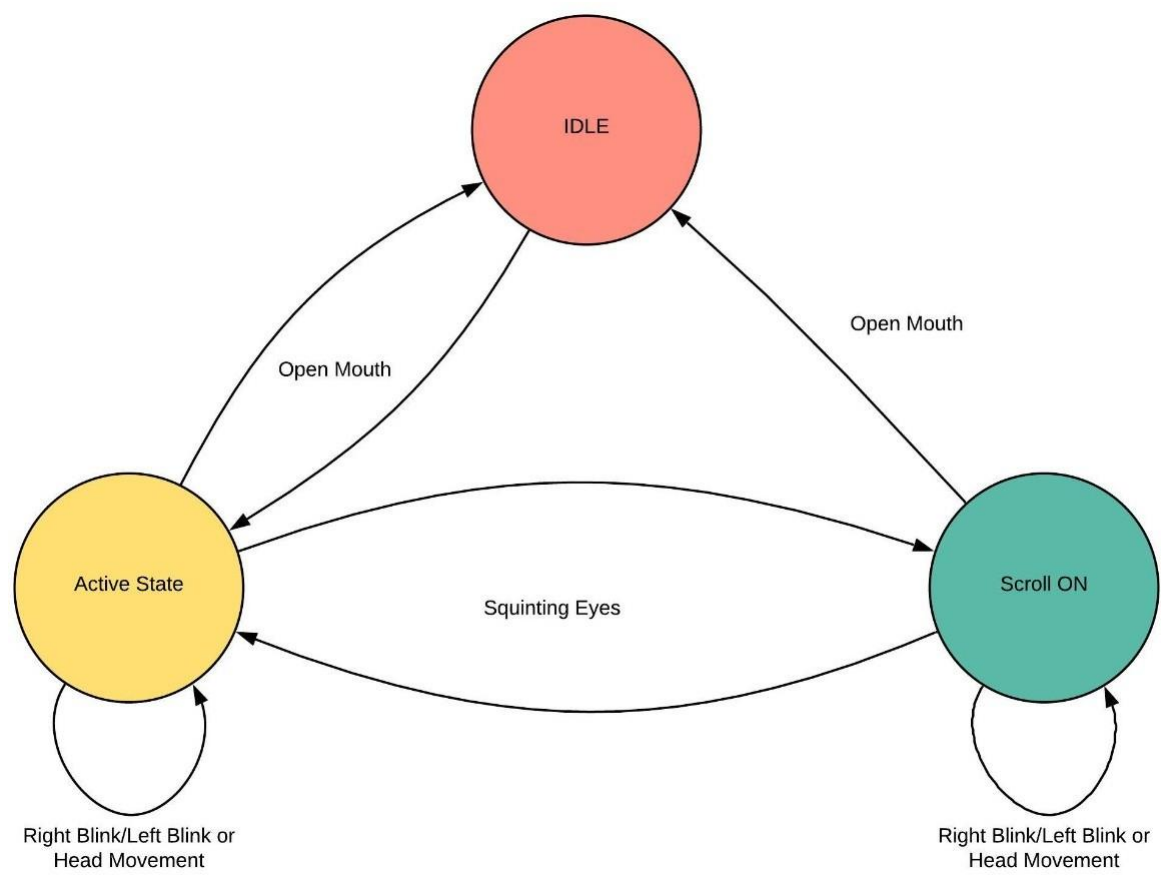 IDLE
Open Mouth
Open Mouth
Active State
Scroll ON
Squinting Eyes
Right Blink/Left Blink or
Head Movement
Right Blink/Left Blink or
Head Movement